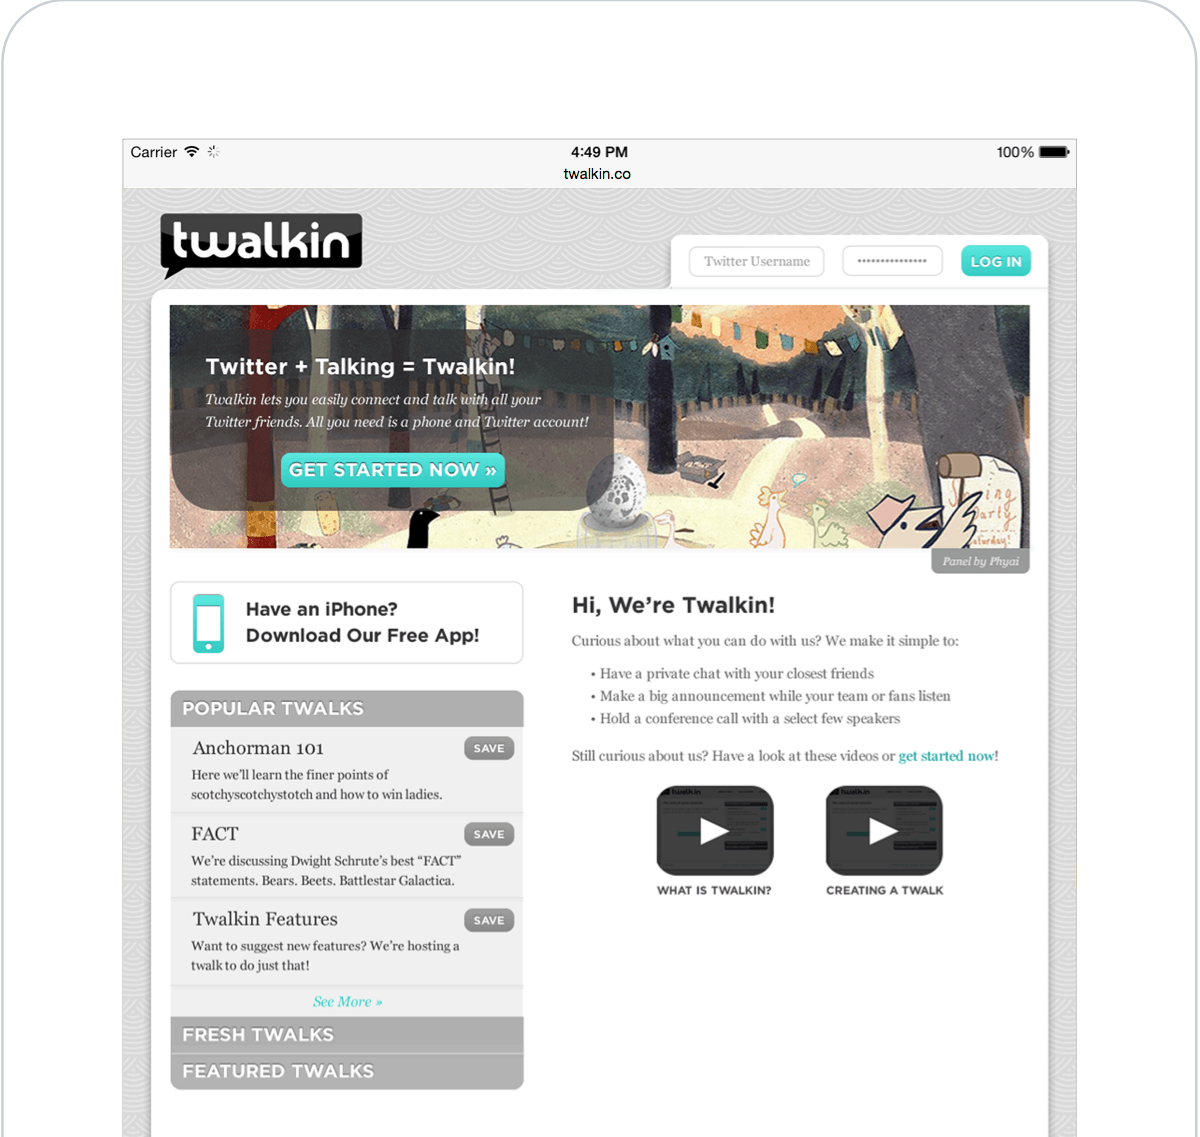 Carrier
4:49 PM
100%
twalkin.co
twalkin
Twitter Username
LOG IN
Twitter + Talking = Twalkin!
Twalkin lets you easily connect and talk with all your
Twitter friends. All you need is a phone and Twitter account!
GET STARTED NOW »
Party
Saturday!
Panel by Phyai
Have an iPhone?
Download Our Free App!
POPULAR TWALKS
Anchorman 101
SAVE
Here we’ll learn the finer points of
scotchyscotchystotch and how to win ladies.
FACT
SAVE
We’re discussing Dwight Schrute’s best “FACT”
statements. Bears. Beets. Battlestar Galactica.
Twalkin Features
SAVE
Want to suggest new features? We’re hosting a
twalk to do just that!
See More »
FRESH TWALKS
FEATURED TWALKS
Hi, We’re Twalkin!
Curious about what you can do with us? We make it simple to:
• Have a private chat with your closest friends
• Make a big announcement while your team or fans listen
• Hold a conference call with a select few speakers
Still curious about us? Have a look at these videos or get started now!
WHAT IS TWALKIN?
CREATING A TWALK